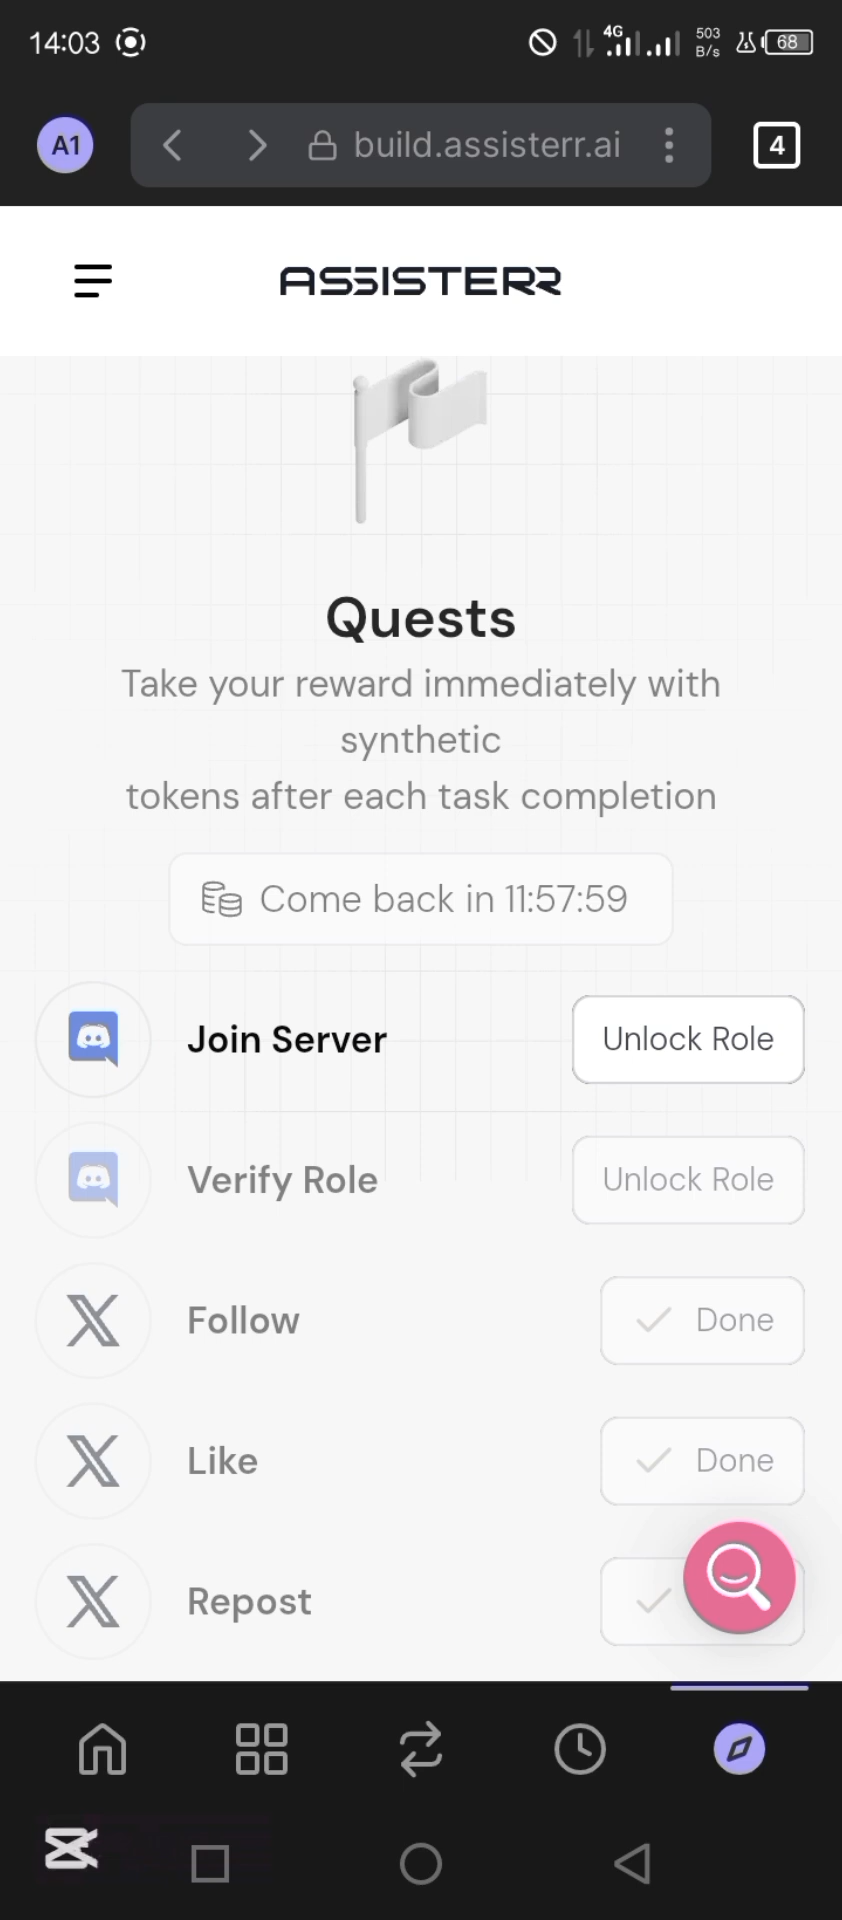 14:03
4G
503
B/s
68
A1
build.assisterr.ai
4
ASSISTERR
Quests
Take your reward immediately with
synthetic
tokens after each task completion
Come back in 11:57:59
Join Server
Unlock Role
Verify Role
Unlock Role
Follow
Done
Like
Done
Repost